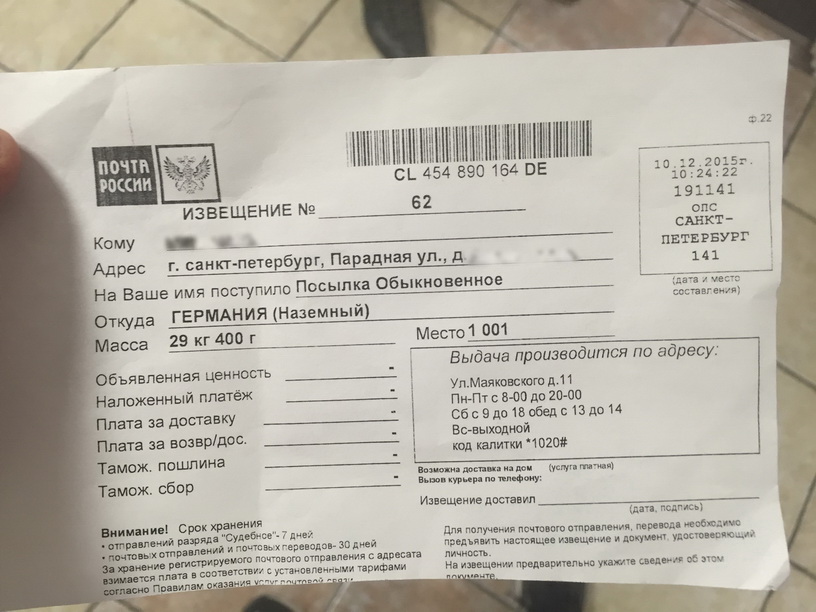 ф.22
ПОЧТА
РОССИИ
CL 454 890 164 DE
ИЗВЕЩЕНИЕ № 62
10.12.2015г.
10:24:22
191141
ОПС
САНКТ-
ПЕТЕРБУРГ
141
(дата и место
составления)
Кому
Адрес г. санкт-петербург, Парадная ул., д
На Ваше имя поступило Посылка Обыкновенное
Откуда ГЕРМАНИЯ (Наземный)
Масса 29 кг 400 г
Место 1 001
Объявленная ценность -
Наложенный платёж -
Плата за доставку -
Плата за возвр/дос. -
Тамож. пошлина -
Тамож. сбор -
Выдача производится по адресу:
Ул.Маяковского д.11
Пн-Пт с 8-00 до 20-00
Сб с 9 до 18 обед с 13 до 14
Вс-выходной
код калитки *1020#
Возможна доставка на дом (услуга платная)
Вызов курьера по телефону:
Извещение доставил
(дата, подпись)
Внимание! Срок хранения
• отправлений разряда "Судебное"- 7 дней
• почтовых отправлений и почтовых переводов- 30 дней
За хранение регистрируемого почтового отправления с адресата
взимается плата в соответствии с установленными тарифами
согласно Правилам оказания услуг почтовой связи
Для получения почтового отправления, перевода необходимо
предъявить настоящее извещение и документ, удостоверяющий
личность.
На извещении предварительно укажите сведения об этом
документе.